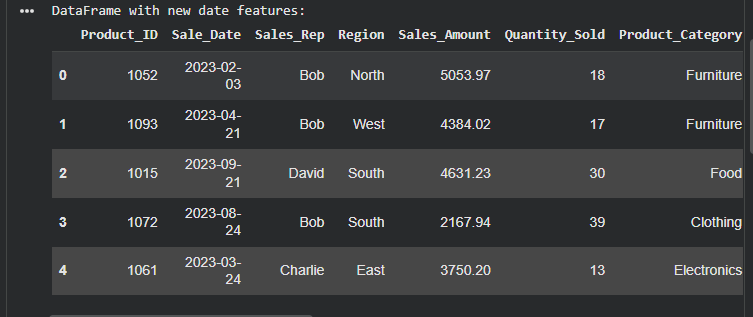 DataFrame with new date features:
Product_ID Sale_Date Sales_Rep Region Sales_Amount Quantity_Sold Product_Category
0 1052 2023-02-03 Bob North 5053.97 18 Furniture
1 1093 2023-04-21 Bob West 4384.02 17 Furniture
2 1015 2023-09-21 David South 4631.23 30 Food
3 1072 2023-08-24 Bob South 2167.94 39 Clothing
4 1061 2023-03-24 Charlie East 3750.20 13 Electronics